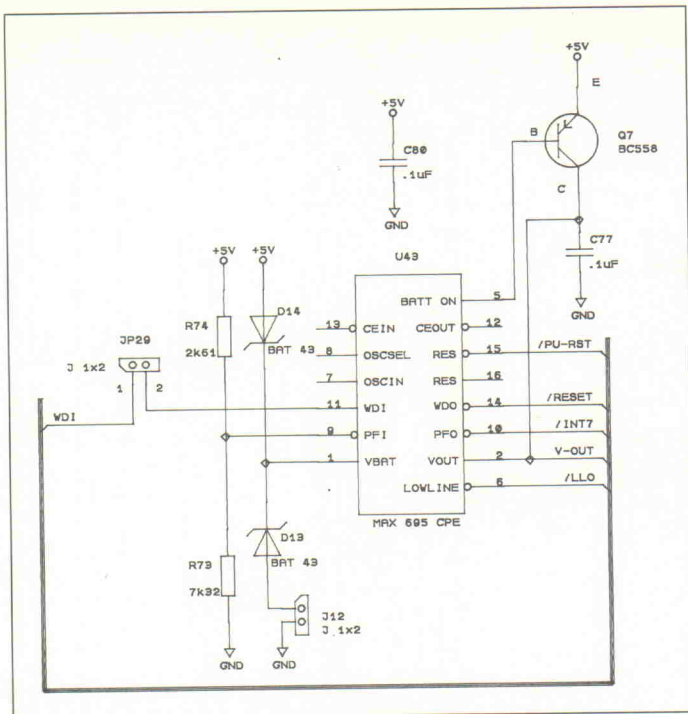 +5V
E
+5V
B
Q7
BC558
C80
.1uF
C
GND
C77
.1uF
U43
+5V
+5V
GND
BATT ON
5
D14
13
CEIN
CEOUT
12
R74
BAT 43
JP29
2k61
8
OSCSEL
RES
15
/PU-RST
J 1x2
7
OSCIN
RES
16
1
2
11
WDI
WDO
14
/RESET
WDI
9
PFI
PFO
10
/INT7
1
VBAT
VOUT
2
V-OUT
LOWLINE
6
/LLO
MAX 695 CPE
D13
R73
BAT 43
7k32
J12
J 1x2
GND
GND